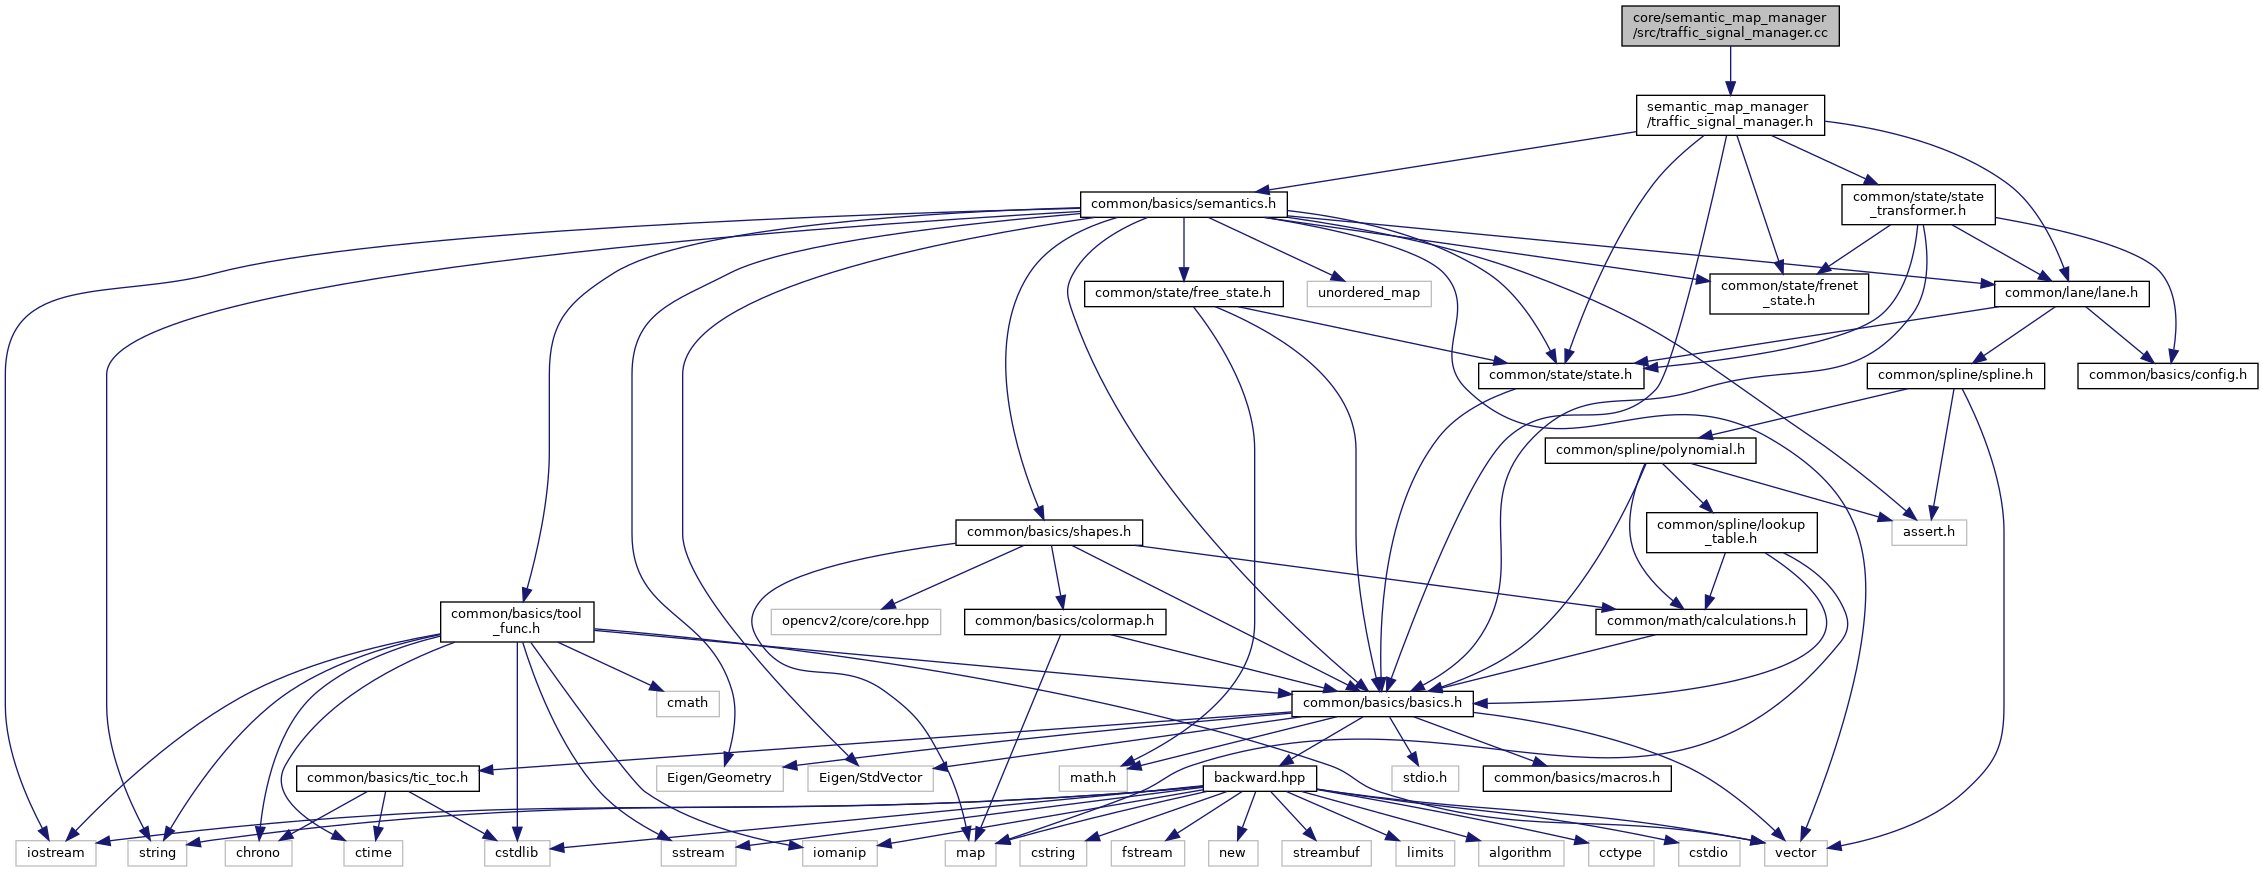 core/semantic_map_manager
/src/traffic_signal_manager.cc
semantic_map_manager
/traffic_signal_manager.h
common/basics/semantics.h
common/state/state
_transformer.h
common/state/free_state.h
unordered_map
common/state/frenet
_state.h
common/lane/lane.h
common/state/state.h
common/spline/spline.h
common/basics/config.h
common/spline/polynomial.h
common/basics/shapes.h
common/spline/lookup
_table.h
assert.h
common/basics/tool
_func.h
opencv2/core/core.hpp
common/basics/colormap.h
common/math/calculations.h
cmath
common/basics/basics.h
common/basics/tic_toc.h
Eigen/Geometry
Eigen/StdVector
math.h
backward.hpp
stdio.h
common/basics/macros.h
iostream
string
chrono
ctime
cstdlib
sstream
iomanip
map
cstring
fstream
new
streambuf
limits
algorithm
cctype
cstdio
vector